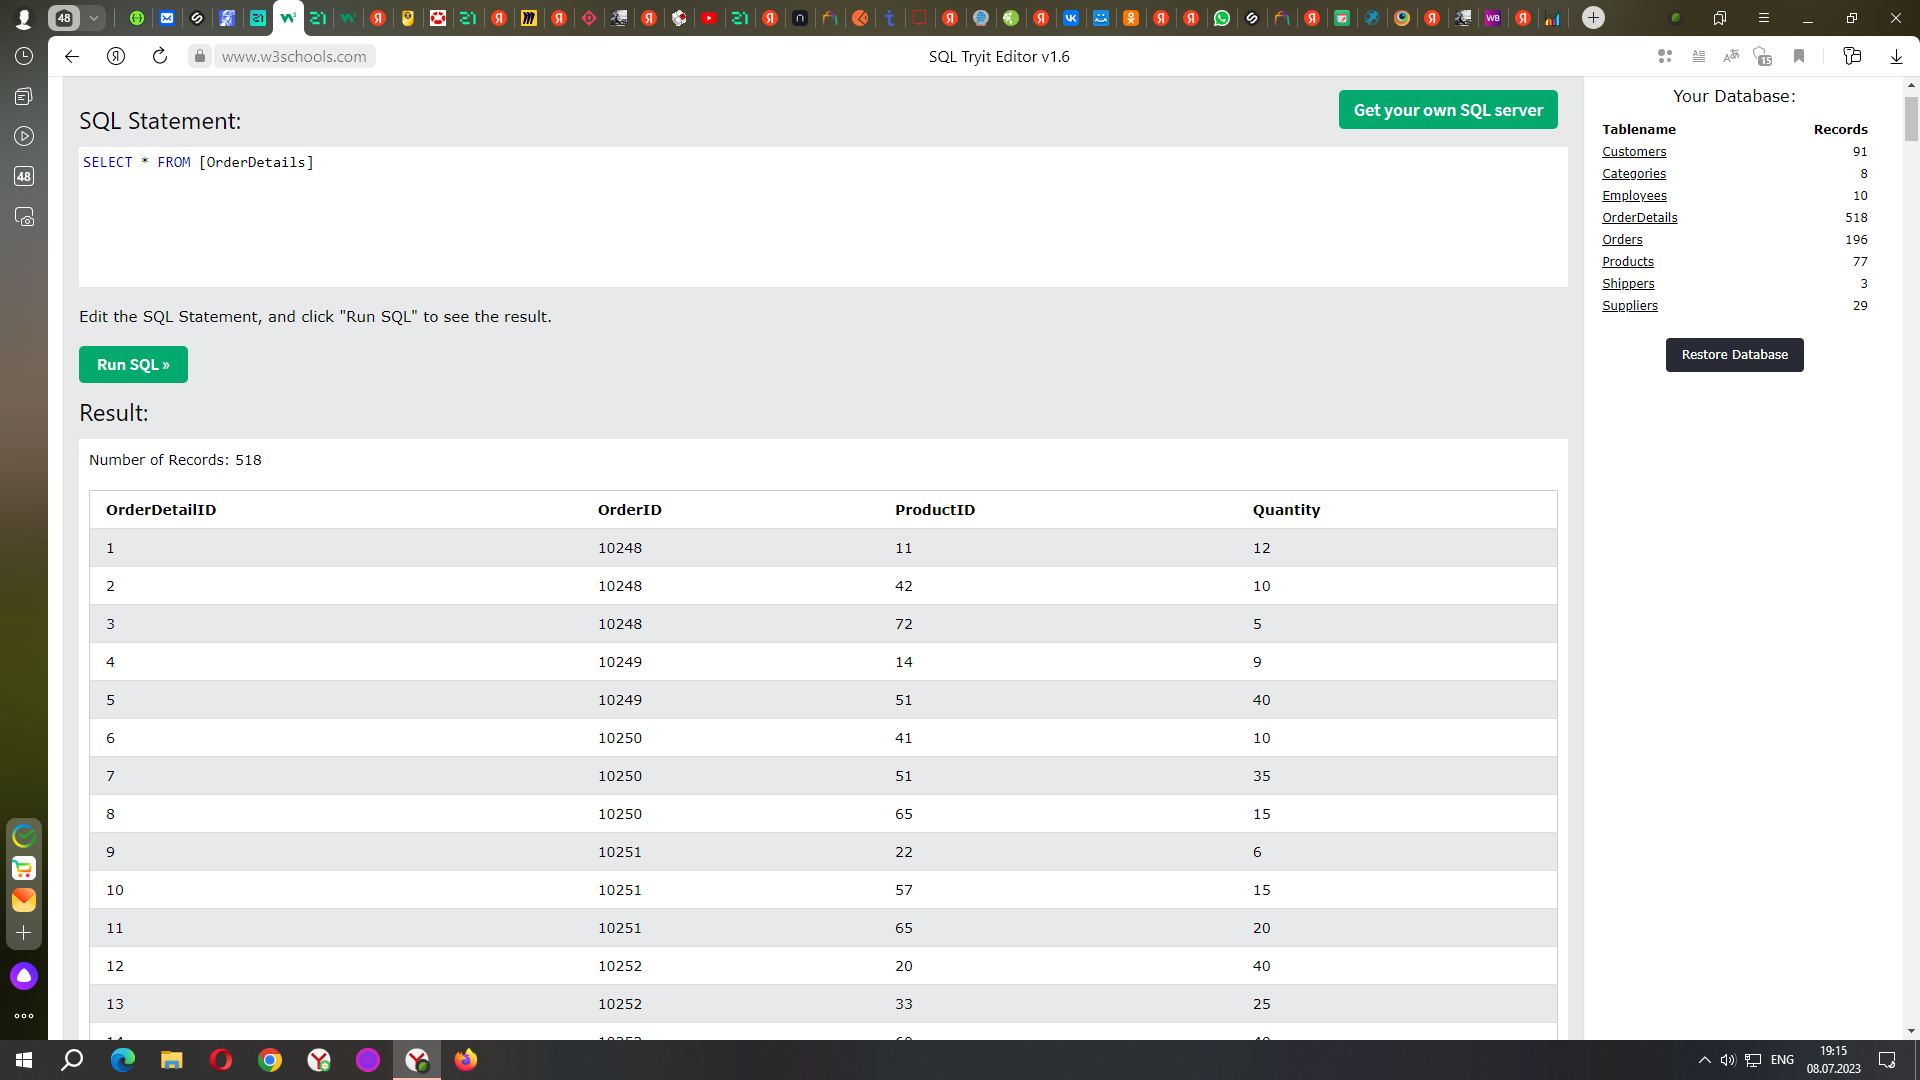 48
www.w3schools.com
SQL Tryit Editor v1.6
15
48
SQL Statement:
Get your own SQL server
SELECT * FROM [OrderDetails]
Edit the SQL Statement, and click "Run SQL" to see the result.
Run SQL »
Result:
Number of Records: 518
OrderDetailID OrderID ProductID Quantity
1 10248 11 12
2 10248 42 10
3 10248 72 5
4 10249 14 9
5 10249 51 40
6 10250 41 10
7 10250 51 35
8 10250 65 15
9 10251 22 6
10 10251 57 15
11 10251 65 20
12 10252 20 40
13 10252 33 25
Your Database:
Tablename Records
Customers 91
Categories 8
Employees 10
OrderDetails 518
Orders 196
Products 77
Shippers 3
Suppliers 29
Restore Database
ENG
19:15
08.07.2023